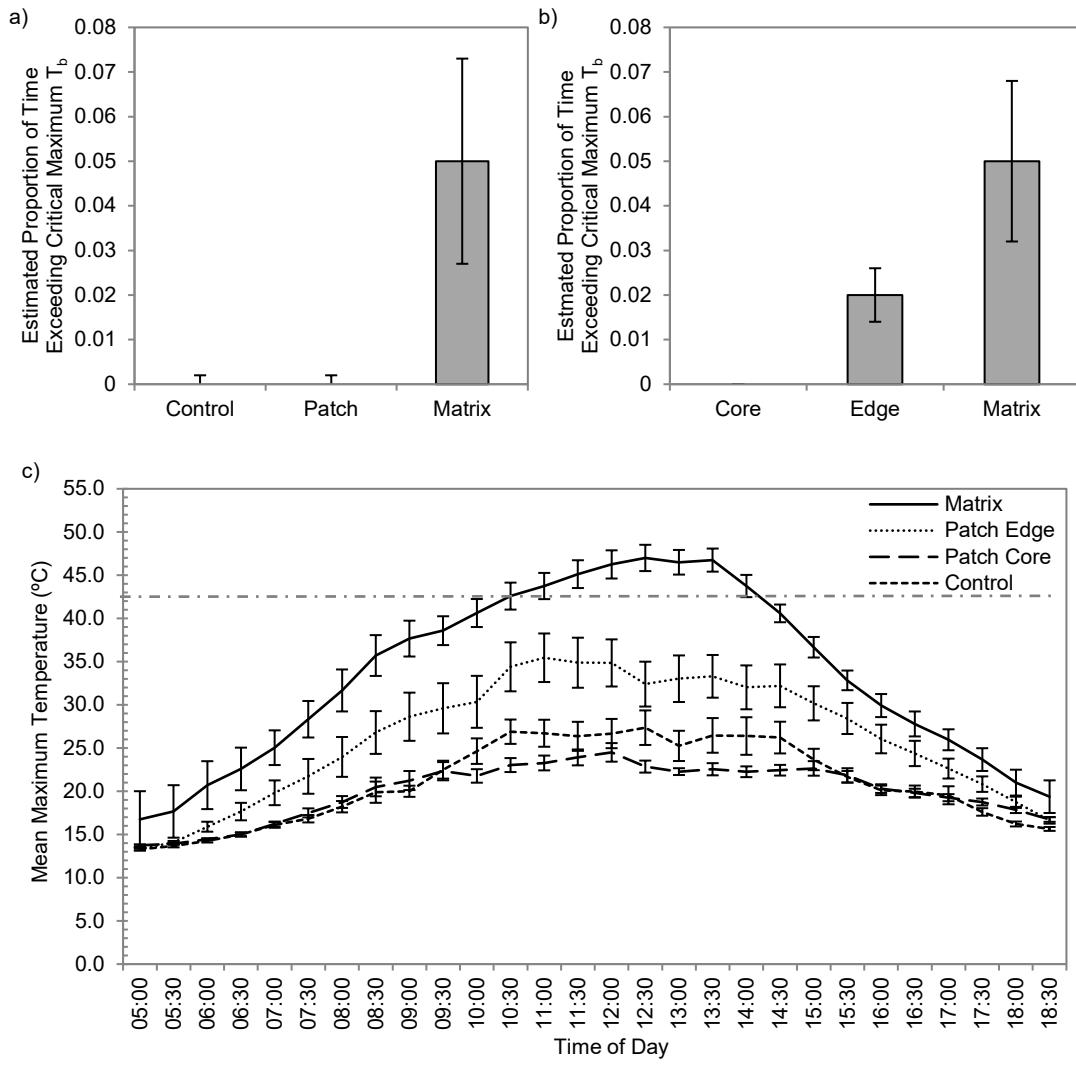 a)
Estimated Proportion of Time
Exceeding Critical Maximum Tb
0.08
0.07
0.06
0.05
0.04
0.03
0.02
0.01
0
Control Patch Matrix
b)
Estmated Proportion of Time
Exceeding Critical Maximum Tb
0.08
0.07
0.06
0.05
0.04
0.03
0.02
0.01
0
Core Edge Matrix
c)
Mean Maximum Temperature (ºC)
55.0
50.0
45.0
40.0
35.0
30.0
25.0
20.0
15.0
10.0
5.0
0.0
Matrix
Patch Edge
Patch Core
Control
05:00 05:30 06:00 06:30 07:00 07:30 08:00 08:30 09:00 09:30 10:00 10:30 11:00 11:30 12:00 12:30 13:00 13:30 14:00 14:30 15:00 15:30 16:00 16:30 17:00 17:30 18:00 18:30
Time of Day